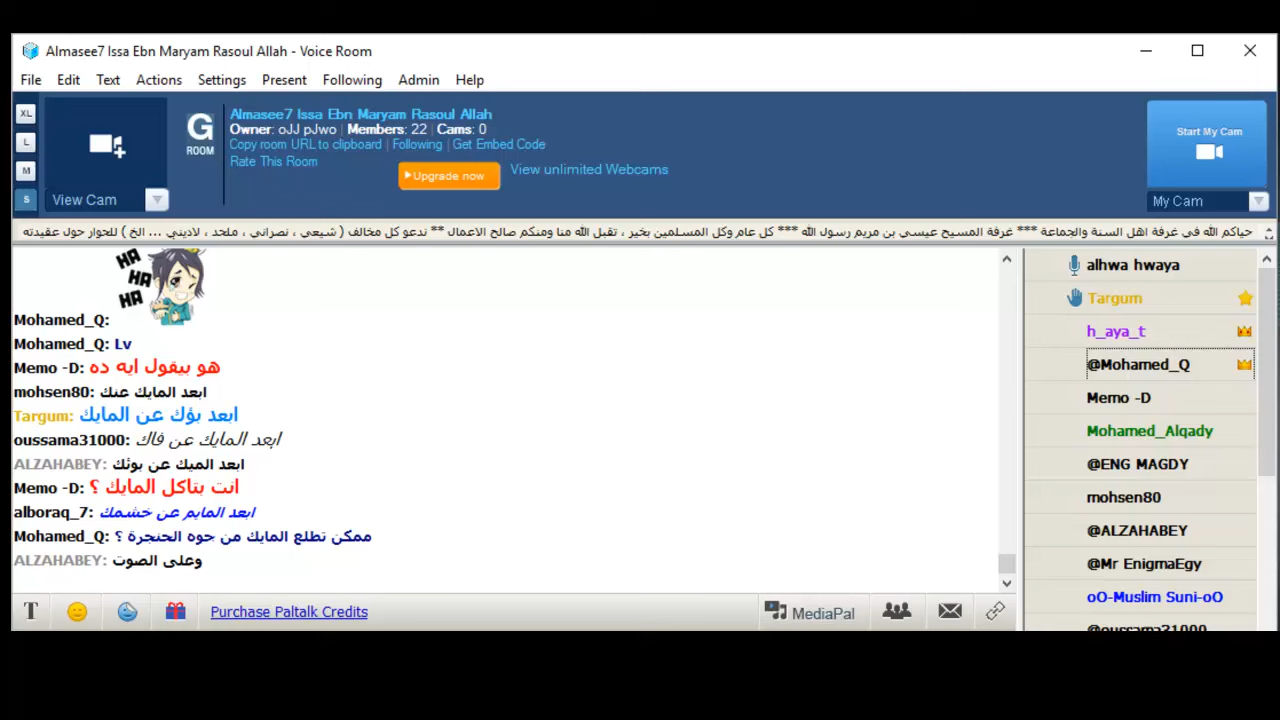 Almasee7 Issa Ebn Maryam Rasoul Allah - Voice Room
File Edit Text Actions Settings Present Following Admin Help
XL
L
M
S
View Cam
G
ROOM
Almasee7 Issa Ebn Maryam Rasoul Allah
Owner: oJJ pJwo | Members: 22 | Cams: 0
Copy room URL to clipboard | Following | Get Embed Code
Rate This Room
Upgrade now
View unlimited Webcams
Start My Cam
My Cam
حياكم الله في غرفة اهل السنة والجماعة *** غرفة المسيح عيسى بن مريم رسول الله *** كل عام وكل المسلمين بخير ، تقبل الله منا ومنكم صالح الاعمال ** ندعو كل مخالف ( شيعي ، نصراني ، ملحد ، لاديني ... الخ ) للحوار حول عقيدته
HA
HA
HA
Mohamed_Q:
Mohamed_Q: Lv
Memo -D: هو بيقول ايه ده
mohsen80: ابعد المايك عنك
Targum: ابعد بؤك عن المايك
oussama31000: ابعد المايك عن فاك
ALZAHABEY: ابعد الميك عن بوئك
Memo -D: انت بتاكل المايك ؟
alboraq_7: ابعد المايم عن خشمك
Mohamed_Q: ممكن تطلع المايك من جوه الحنجرة ؟
ALZAHABEY: وعلى الصوت
alhwa hwaya
Targum
h_aya_t
@Mohamed_Q
Memo -D
Mohamed_Alqady
@ENG MAGDY
mohsen80
@ALZAHABEY
@Mr EnigmaEgy
oO-Muslim Suni-oO
@oussama31000
T
Purchase Paltalk Credits
MediaPal